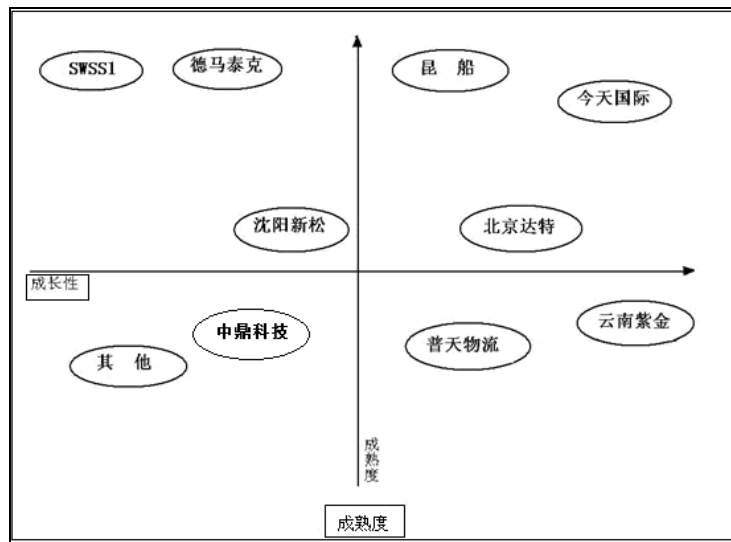 SWSS1
德马泰克
昆 船
今天国际
沈阳新松
北京达特
成长性
中鼎科技
云南紫金
普天物流
其 他
成熟度
成熟度